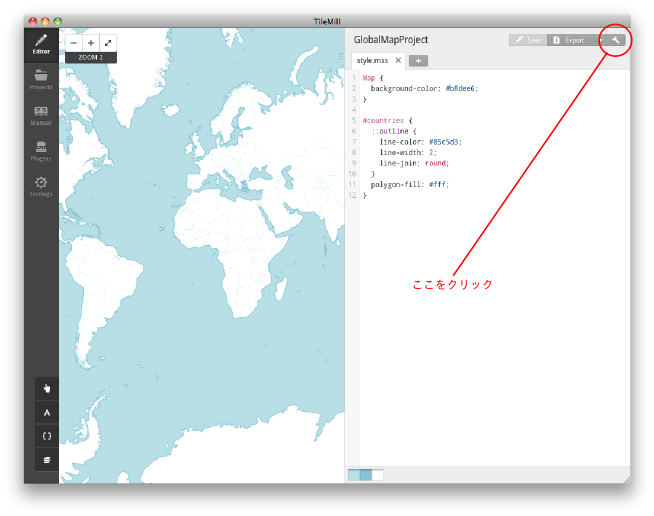 TileMill
Editor
Projects
Manual
Plugins
Settings
ZOOM 2
GlobalMapProject
Save
Export
style.mss
1 Map {
2 background-color: #b8dee6;
3 }
4
5 #countries {
6 ::outline {
7 line-color: #85c5d3;
8 line-width: 2;
9 line-join: round;
10 }
11 polygon-fill: #fff;
12 }
ここをクリック